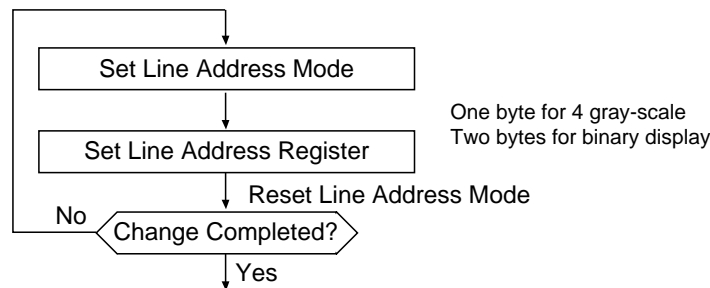 Set Line Address Mode
One byte for 4 gray-scale
Two bytes for binary display
Set Line Address Register
Reset Line Address Mode
No
Change Completed?
Yes